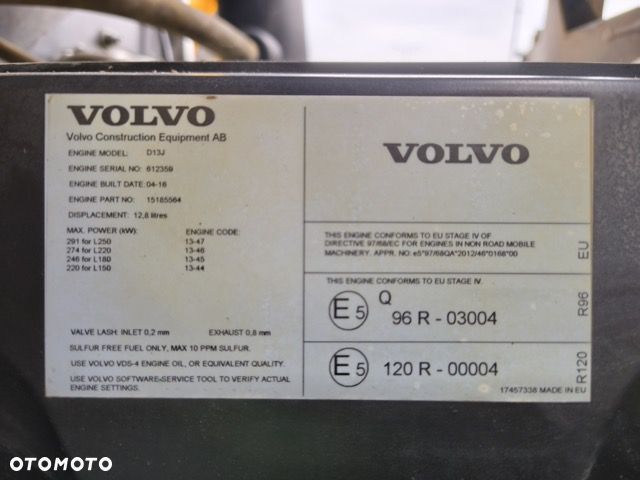 VOLVO
Volvo Construction Equipment AB
ENGINE MODEL: D13J
ENGINE SERIAL NO: 612359
ENGINE BUILT DATE: 04-16
ENGINE PART NO: 15185564
DISPLACEMENT: 12,8 litres
MAX. POWER (kW): ENGINE CODE:
291 for L250 13-47
274 for L220 13-46
246 for L180 13-45
220 for L150 13-44
VALVE LASH: INLET 0,2 mm EXHAUST 0,8 mm
SULFUR FREE FUEL ONLY, MAX 10 PPM SULFUR.
USE VOLVO VDS-4 ENGINE OIL, OR EQUIVALENT QUALITY.
USE VOLVO SOFTWARE-SERVICE TOOL TO VERIFY ACTUAL
ENGINE SETTINGS.
VOLVO
THIS ENGINE CONFORMS TO EU STAGE IV OF
DIRECTIVE 97/68/EC FOR ENGINES IN NON ROAD MOBILE
MACHINERY. APPR. NO: e5*97/68QA*2012/46*0168*00
EU
THIS ENGINE CONFORMS TO EU STAGE IV.
E5 Q
96 R - 03004
R96
E5 120 R - 00004
R120
17457338 MADE IN EU
OTOMOTO